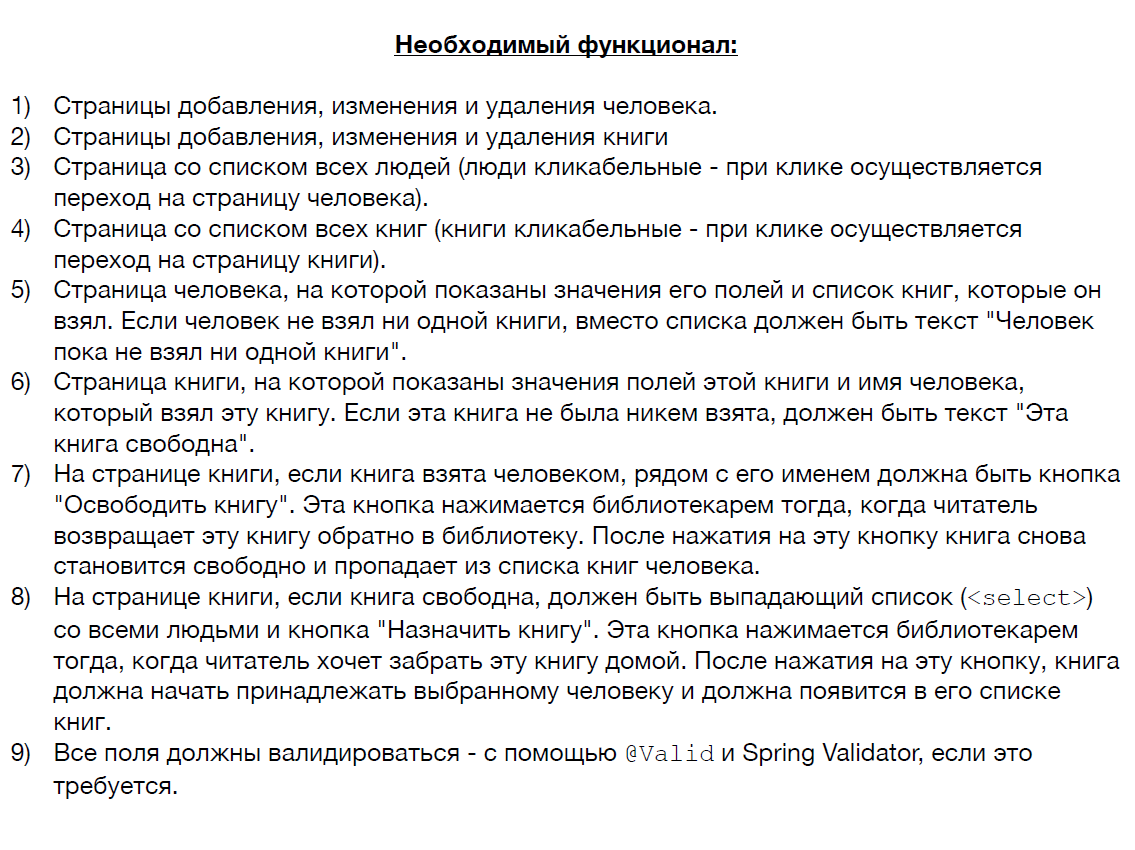 Необходимый функционал:
1) Страницы добавления, изменения и удаления человека.
2) Страницы добавления, изменения и удаления книги
3) Страница со списком всех людей (люди кликабельные - при клике осуществляется
переход на страницу человека).
4) Страница со списком всех книг (книги кликабельные - при клике осуществляется
переход на страницу книги).
5) Страница человека, на которой показаны значения его полей и список книг, которые он
взял. Если человек не взял ни одной книги, вместо списка должен быть текст "Человек
пока не взял ни одной книги".
6) Страница книги, на которой показаны значения полей этой книги и имя человека,
который взял эту книгу. Если эта книга не была никем взята, должен быть текст "Эта
книга свободна".
7) На странице книги, если книга взята человеком, рядом с его именем должна быть кнопка
"Освободить книгу". Эта кнопка нажимается библиотекарем тогда, когда читатель
возвращает эту книгу обратно в библиотеку. После нажатия на эту кнопку книга снова
становится свободно и пропадает из списка книг человека.
8) На странице книги, если книга свободна, должен быть выпадающий список (<select>)
со всеми людьми и кнопка "Назначить книгу". Эта кнопка нажимается библиотекарем
тогда, когда читатель хочет забрать эту книгу домой. После нажатия на эту кнопку, книга
должна начать принадлежать выбранному человеку и должна появится в его списке
книг.
9) Все поля должны валидироваться - с помощью @Valid и Spring Validator, если это
требуется.